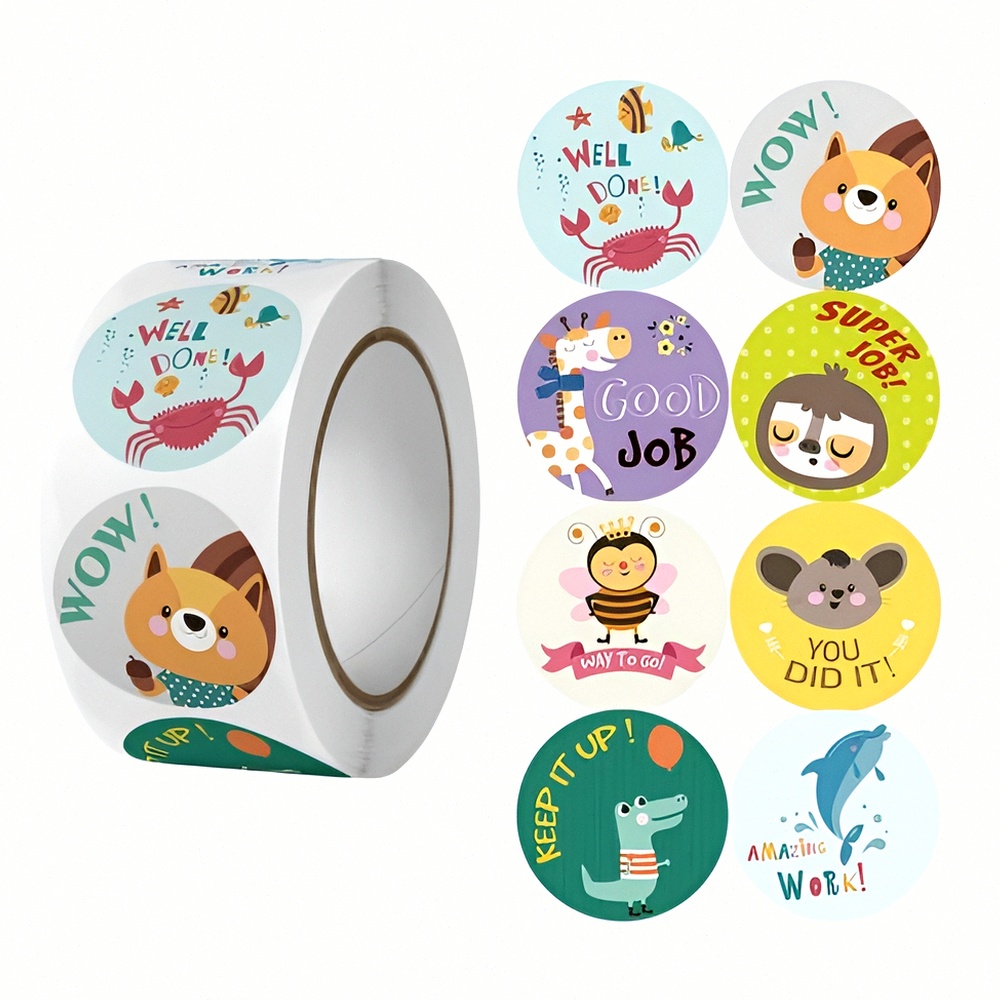 WORK!
WELL
DONE!
WOW!
IT UP!
WELL
DONE!
WOW!
GOOD
JOB
SUPER
JOB!
WAY TO GO!
YOU
DID IT!
KEEP IT UP!
AMAZING
WORK!